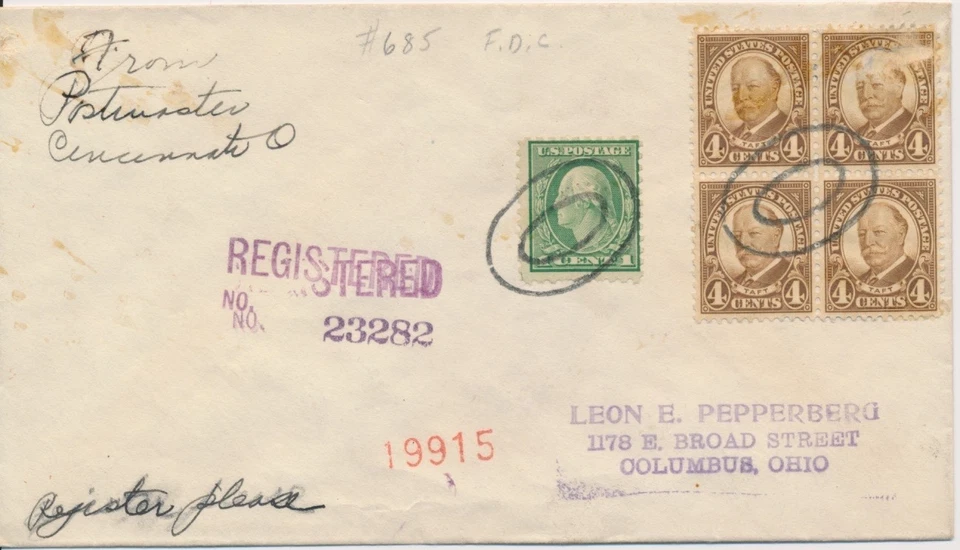 From
Postmaster
Cincinnati O
#685 F.D.C.
UNITED STATES POSTAGE
TAFT
4 CENTS 4
UNITED STATES POSTAGE
TAFT
4 CENTS 4
UNITED STATES POSTAGE
TAFT
4 CENTS 4
UNITED STATES POSTAGE
TAFT
4 CENTS 4
U.S. POSTAGE
CENT 1
REGISTERED
NO.
NO. 23282
19915
LEON E. PEPPERBERG
1178 E. BROAD STREET
COLUMBUS, OHIO
Register please